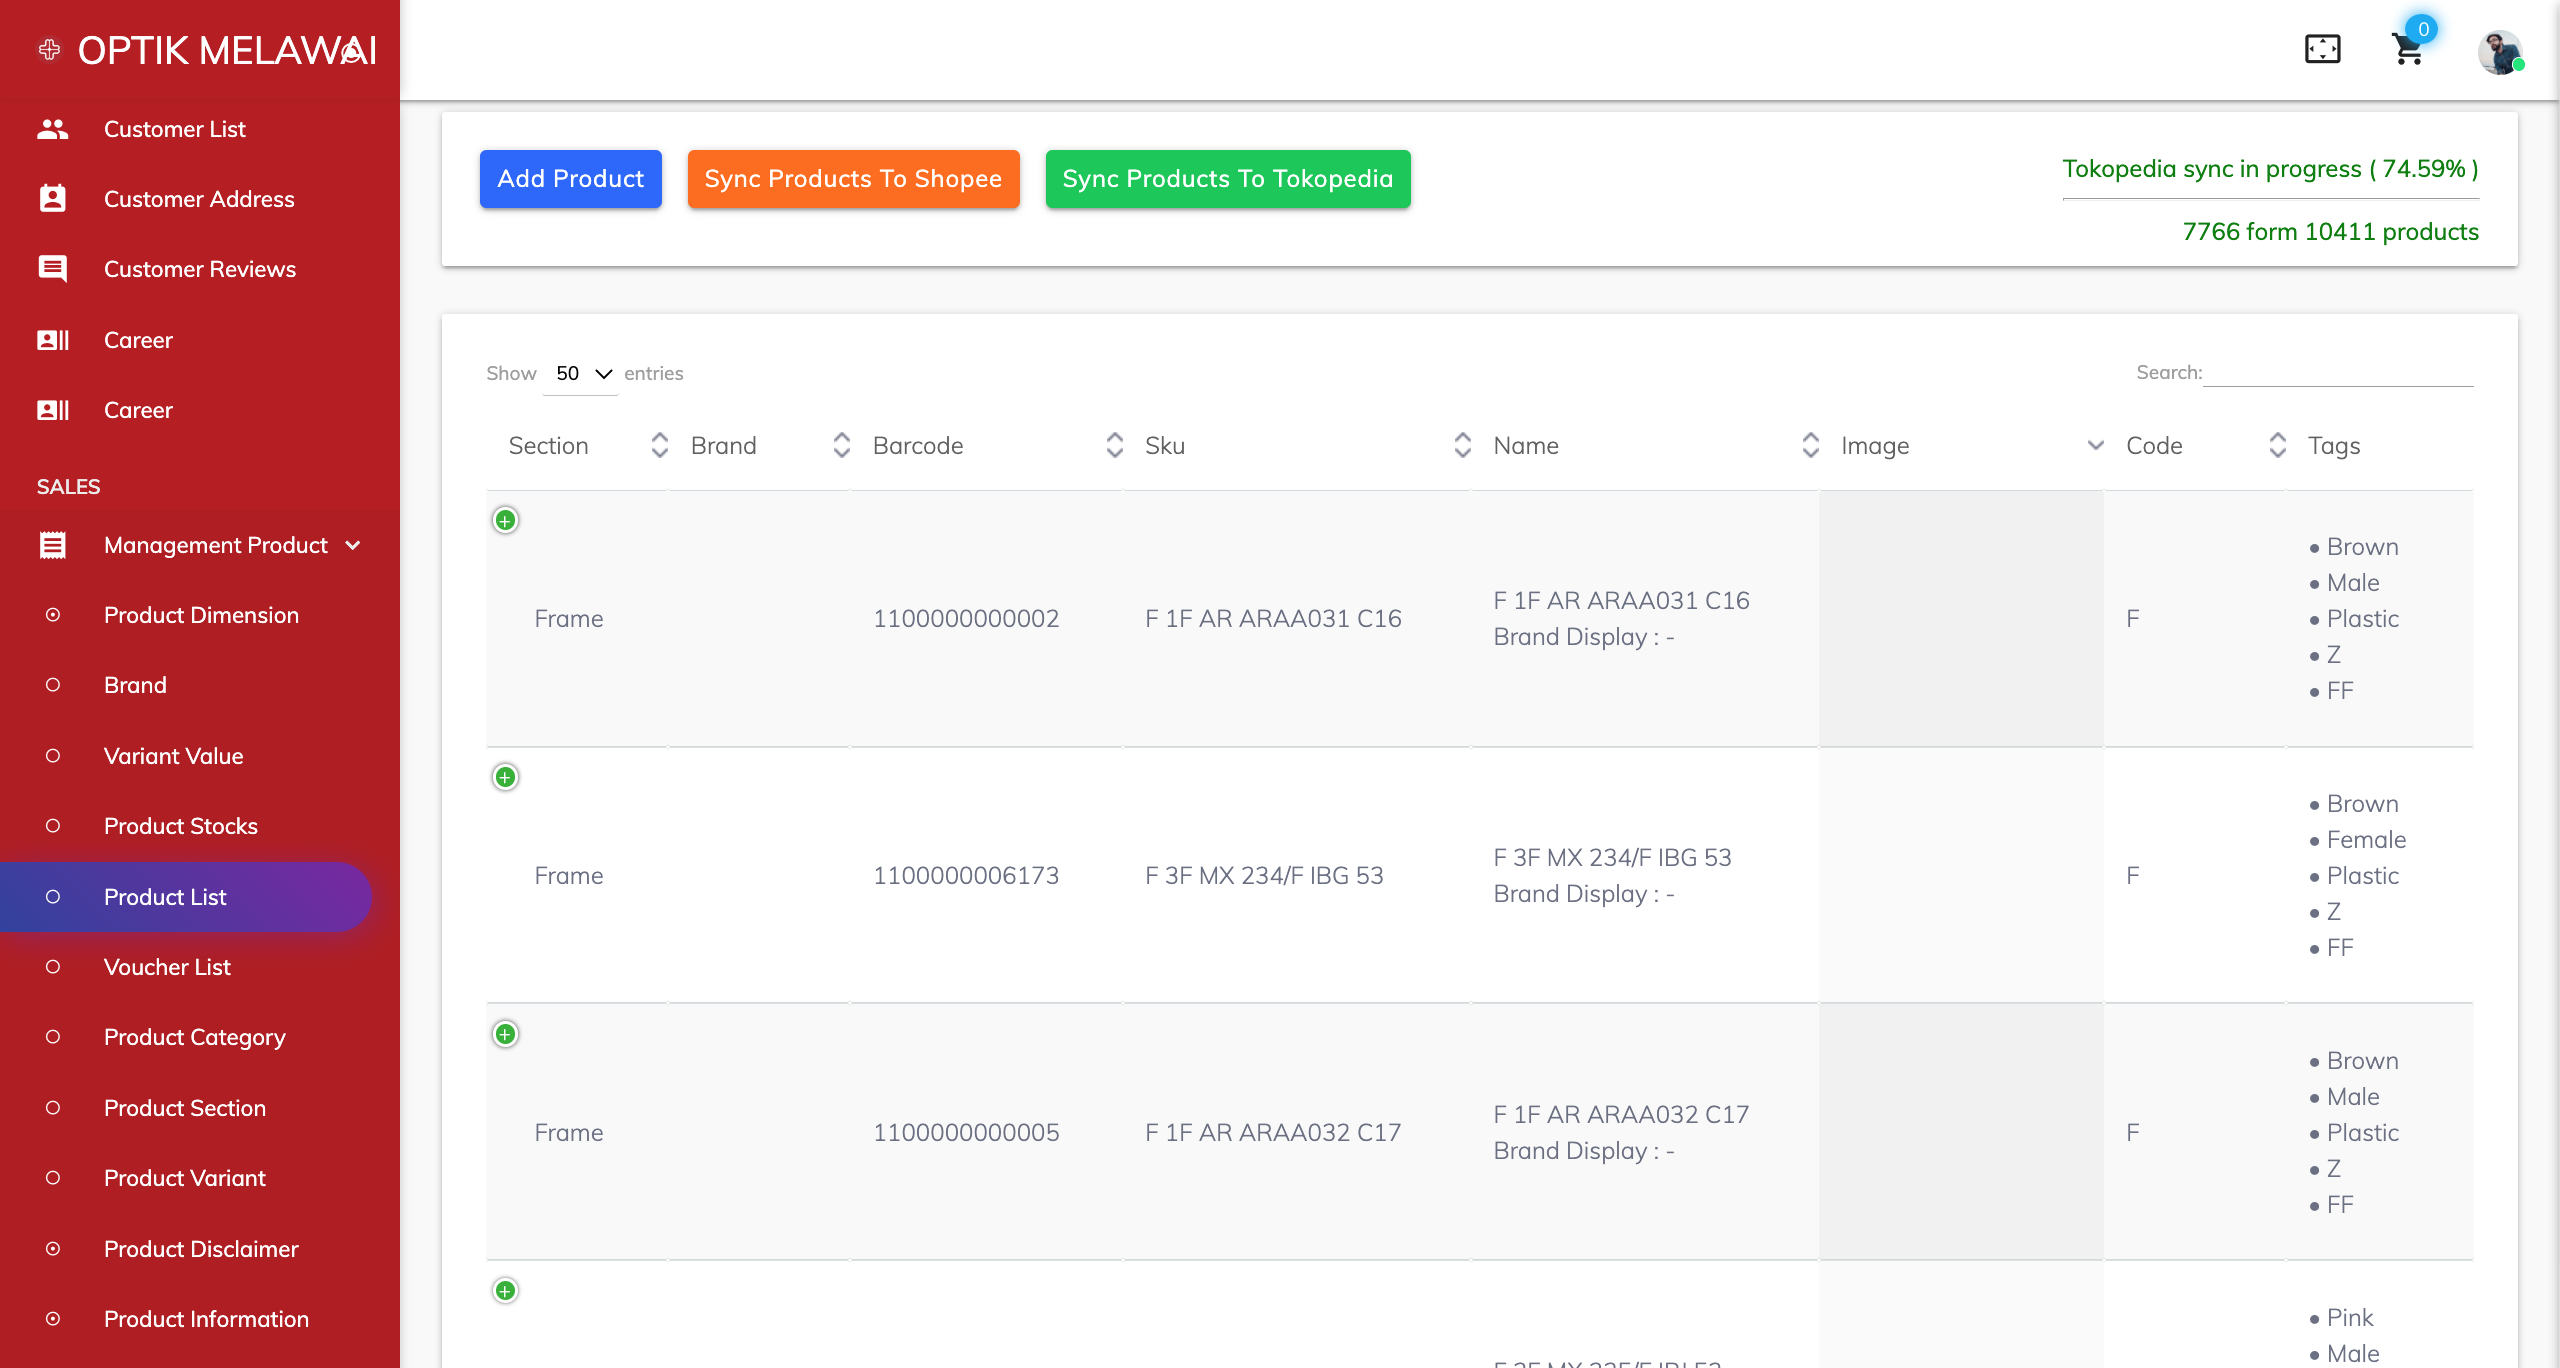 OPTIK MELAWAI
0
Customer List
Customer Address
Customer Reviews
Career
Career
SALES
Management Product
Product Dimension
Brand
Variant Value
Product Stocks
Product List
Voucher List
Product Category
Product Section
Product Variant
Product Disclaimer
Product Information
Add Product
Sync Products To Shopee
Sync Products To Tokopedia
Tokopedia sync in progress ( 74.59% )
7766 form 10411 products
Show 50 entries
Search:
Section Brand Barcode Sku Name Image Code Tags
Frame 1100000000002 F 1F AR ARAA031 C16
F 1F AR ARAA031 C16
Brand Display : -
F
• Brown
• Male
• Plastic
• Z
• FF
Frame 1100000006173 F 3F MX 234/F IBG 53
F 3F MX 234/F IBG 53
Brand Display : -
F
• Brown
• Female
• Plastic
• Z
• FF
Frame 1100000000005 F 1F AR ARAA032 C17
F 1F AR ARAA032 C17
Brand Display : -
F
• Brown
• Male
• Plastic
• Z
• FF
• Pink
• Male